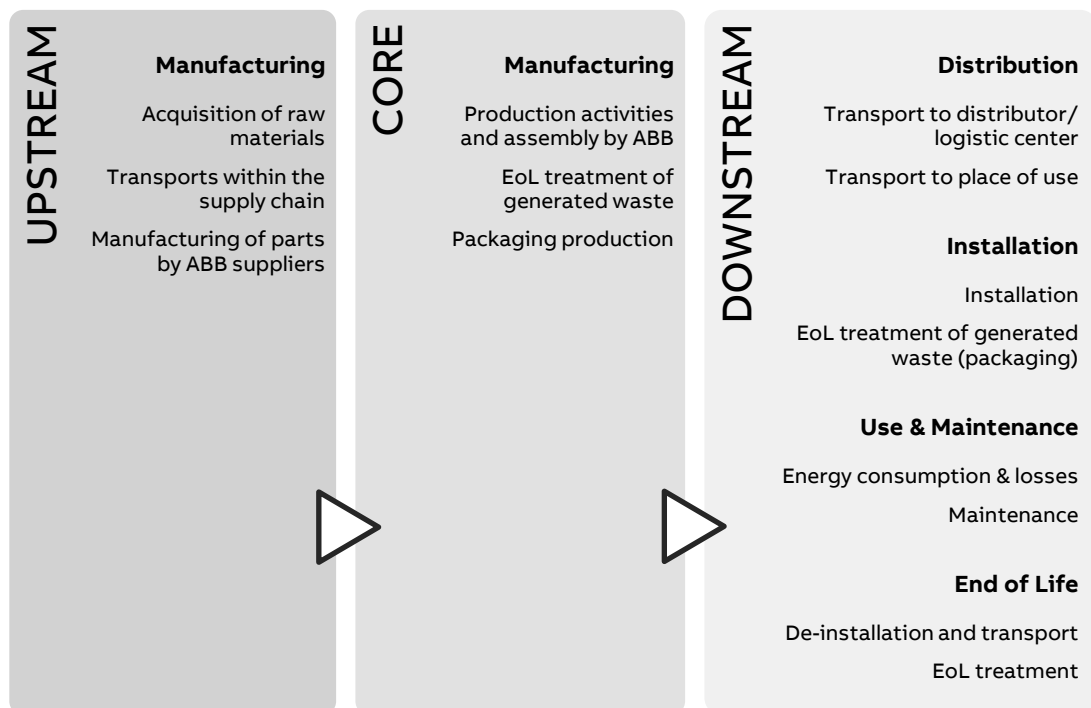 UPSTREAM
Manufacturing
Acquisition of raw
materials
Transports within the
supply chain
Manufacturing of parts
by ABB suppliers
CORE
Manufacturing
Production activities
and assembly by ABB
EoL treatment of
generated waste
Packaging production
DOWNSTREAM
Distribution
Transport to distributor/
logistic center
Transport to place of use
Installation
Installation
EoL treatment of generated
waste (packaging)
Use & Maintenance
Energy consumption & losses
Maintenance
End of Life
De-installation and transport
EoL treatment